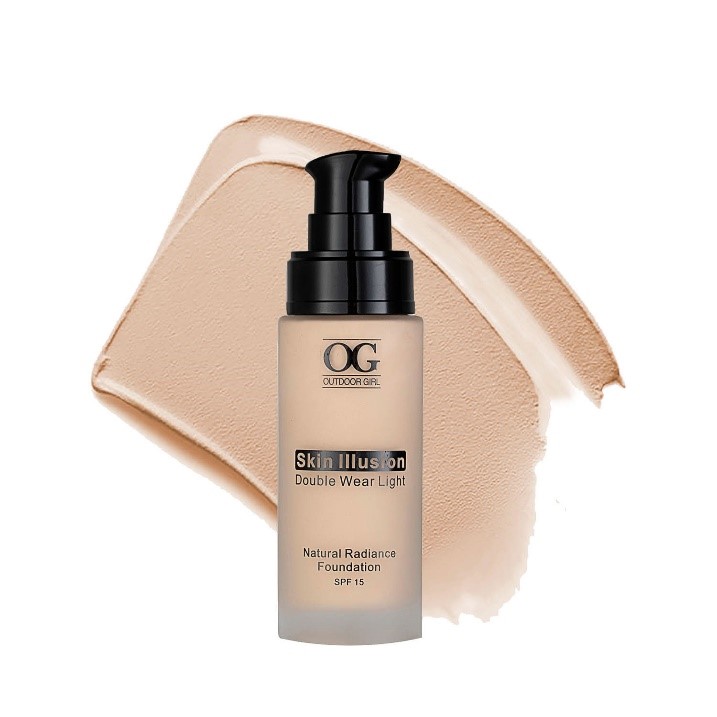 OG
OUTDOOR GIRL
Skin Illusion
Double Wear Light
Natural Radiance
Foundation
SPF 15